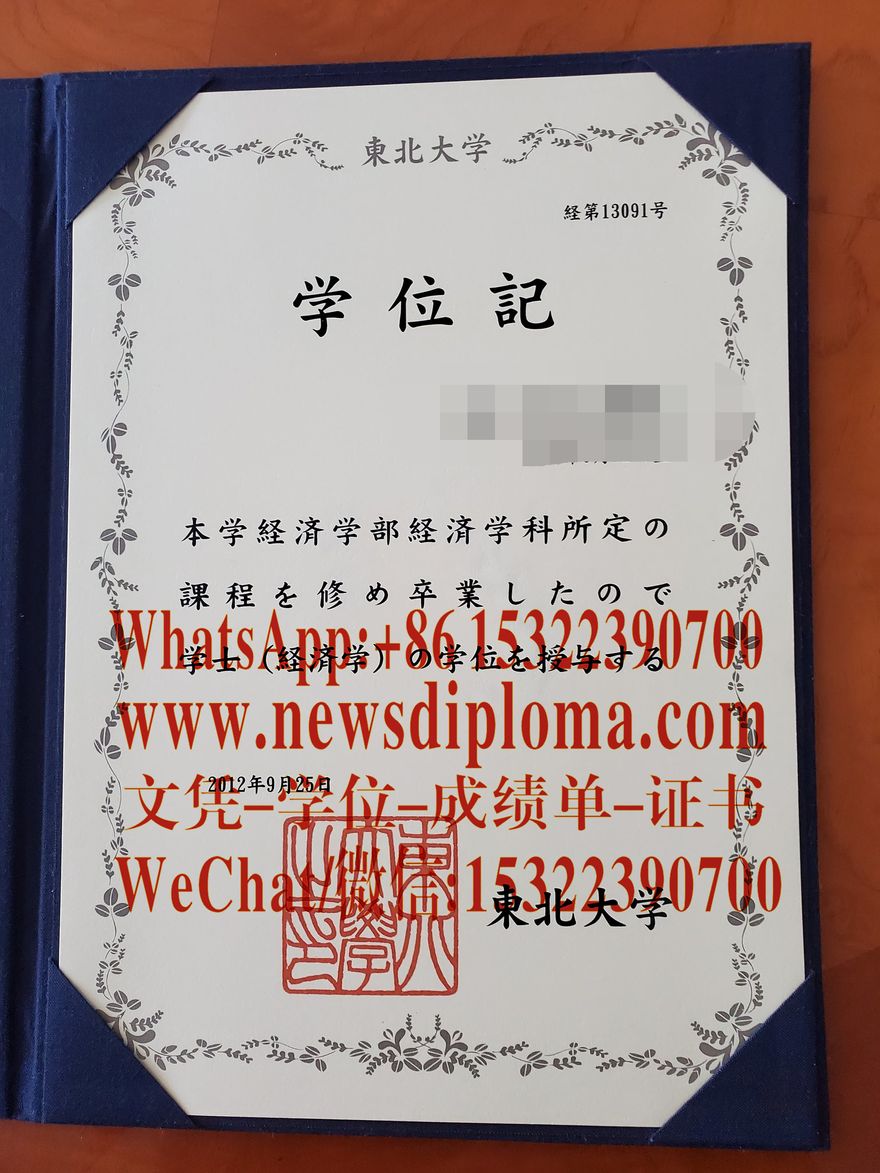 東北大学
経第13091号
学位記
本学経済学部経済学科所定の
課程を修め卒業したので
WhatsApp:+86 15322390700
学士（経済学）の学位を授与する
www.newsdiploma.com
2012年9月25日
文凭-学位-成绩单-证书
WeChat/微信:15322390700
東北大学